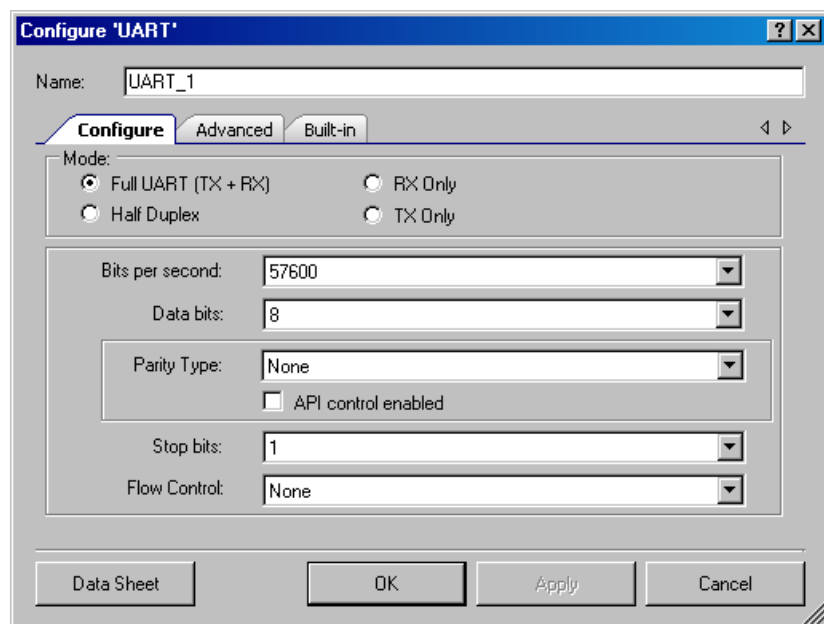 Configure 'UART'
Name: UART_1
Configure Advanced Built-in
Mode:
Full UART (TX + RX) RX Only
Half Duplex TX Only
Bits per second: 57600
Data bits: 8
Parity Type: None
API control enabled
Stop bits: 1
Flow Control: None
Data Sheet OK Apply Cancel